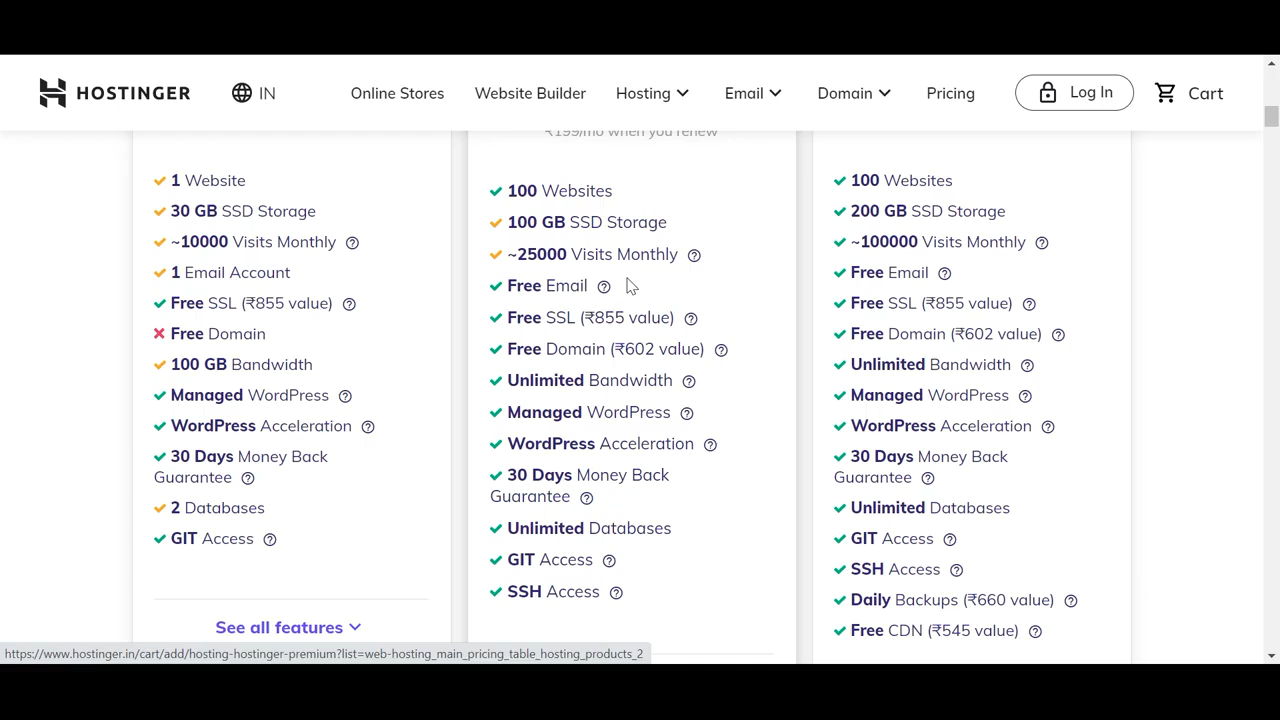 HOSTINGER
IN
Online Stores
Website Builder
Hosting
Email
Domain
Pricing
Log In
Cart
1 Website
30 GB SSD Storage
~10000 Visits Monthly
1 Email Account
Free SSL (₹855 value)
Free Domain
100 GB Bandwidth
Managed WordPress
WordPress Acceleration
30 Days Money Back
Guarantee
2 Databases
GIT Access
See all features
₹199/mo when you renew
100 Websites
100 GB SSD Storage
~25000 Visits Monthly
Free Email
Free SSL (₹855 value)
Free Domain (₹602 value)
Unlimited Bandwidth
Managed WordPress
WordPress Acceleration
30 Days Money Back
Guarantee
Unlimited Databases
GIT Access
SSH Access
100 Websites
200 GB SSD Storage
~100000 Visits Monthly
Free Email
Free SSL (₹855 value)
Free Domain (₹602 value)
Unlimited Bandwidth
Managed WordPress
WordPress Acceleration
30 Days Money Back
Guarantee
Unlimited Databases
GIT Access
SSH Access
Daily Backups (₹660 value)
Free CDN (₹545 value)
https://www.hostinger.in/cart/add/hosting-hostinger-premium?list=web-hosting_main_pricing_table_hosting_products_2